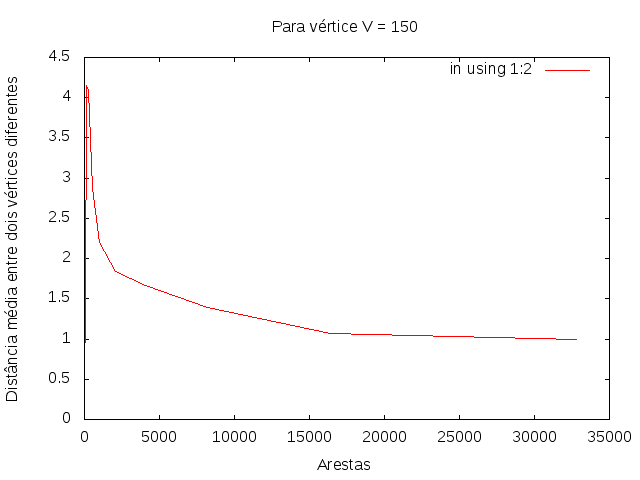 Para vértice V = 150
in using 1:2
Distância média entre dois vértices diferentes
4.5
4
3.5
3
2.5
2
1.5
1
0.5
0
0 5000 10000 15000 20000 25000 30000 35000
Arestas